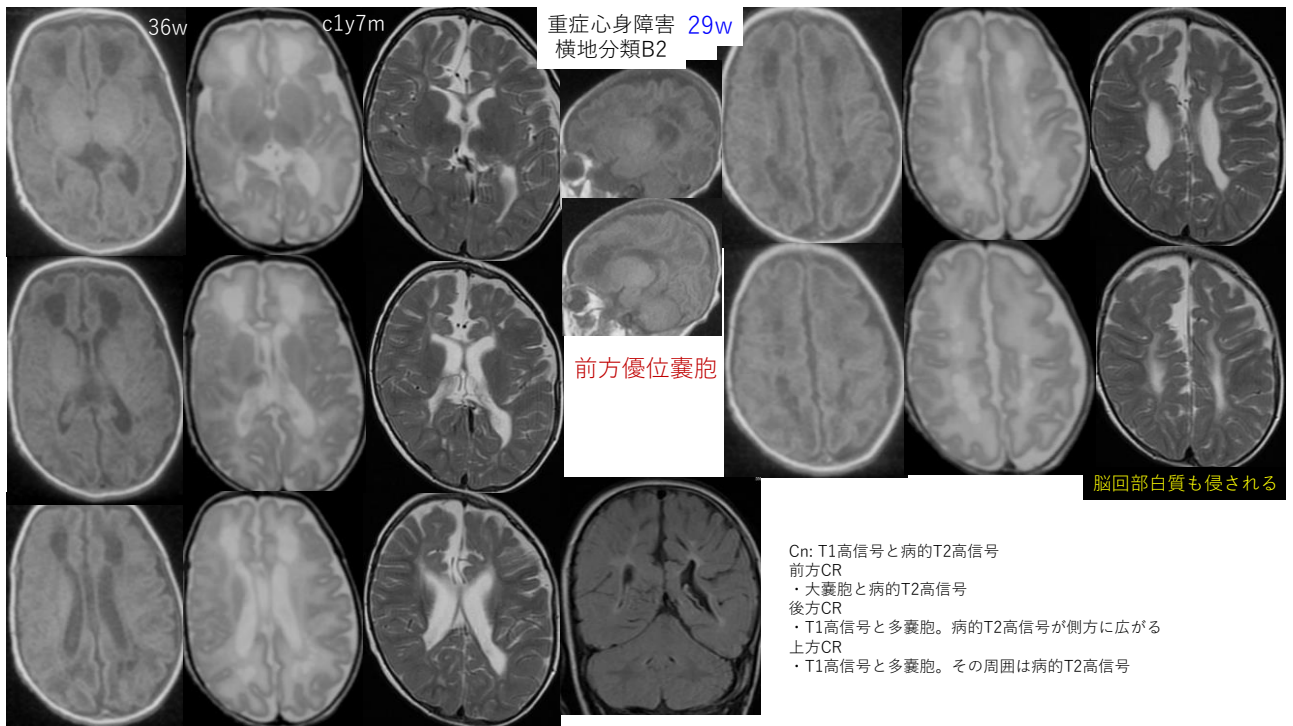 36w
c1y7m
重症心身障害
横地分類B2
29w
前方優位嚢胞
脳回部白質も侵される
Cn: T1高信号と病的T2高信号
前方CR
・大嚢胞と病的T2高信号
後方CR
・T1高信号と多嚢胞。病的T2高信号が側方に広がる
上方CR
・T1高信号と多嚢胞。その周囲は病的T2高信号